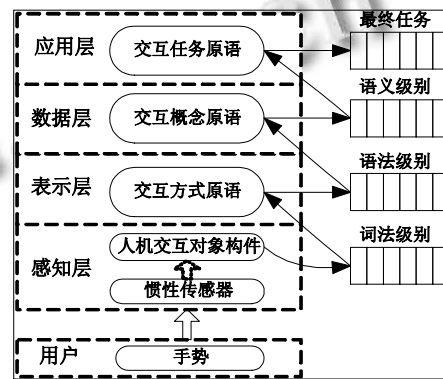 最终任务
应用层
交互任务原语
语义级别
数据层
交互概念原语
语法级别
表示层
交互方式原语
词法级别
人机交互对象构件
感知层
惯性传感器
用户
手势